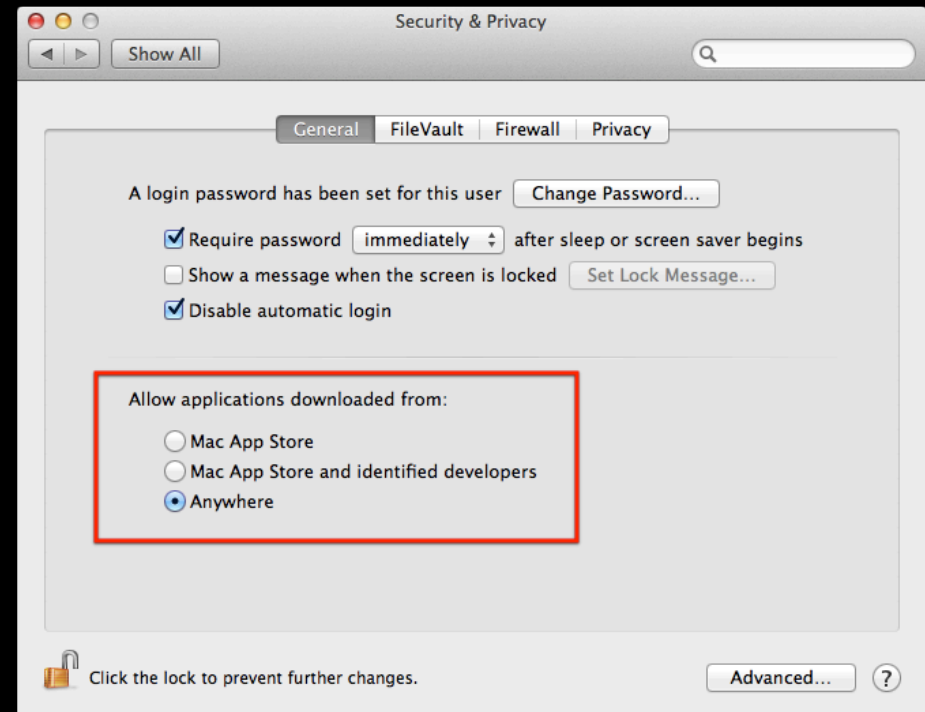 Security & Privacy
Show All
General FileVault Firewall Privacy
A login password has been set for this user Change Password...
Require password immediately after sleep or screen saver begins
Show a message when the screen is locked Set Lock Message...
Disable automatic login
Allow applications downloaded from:
Mac App Store
Mac App Store and identified developers
Anywhere
Click the lock to prevent further changes. Advanced... ?